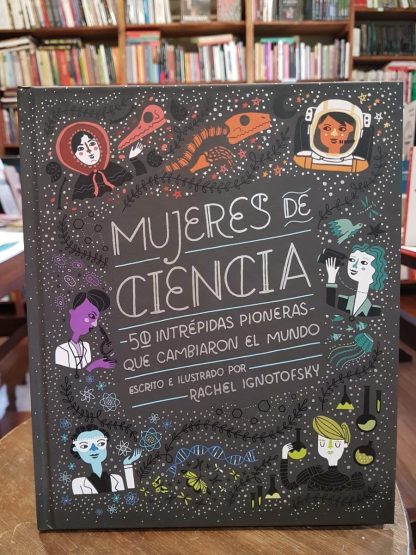 MUJERES DE
CIENCIA
50 INTRÉPIDAS PIONERAS
QUE CAMBIARON EL MUNDO
ESCRITO E ILUSTRADO POR
RACHEL IGNOTOFSKY